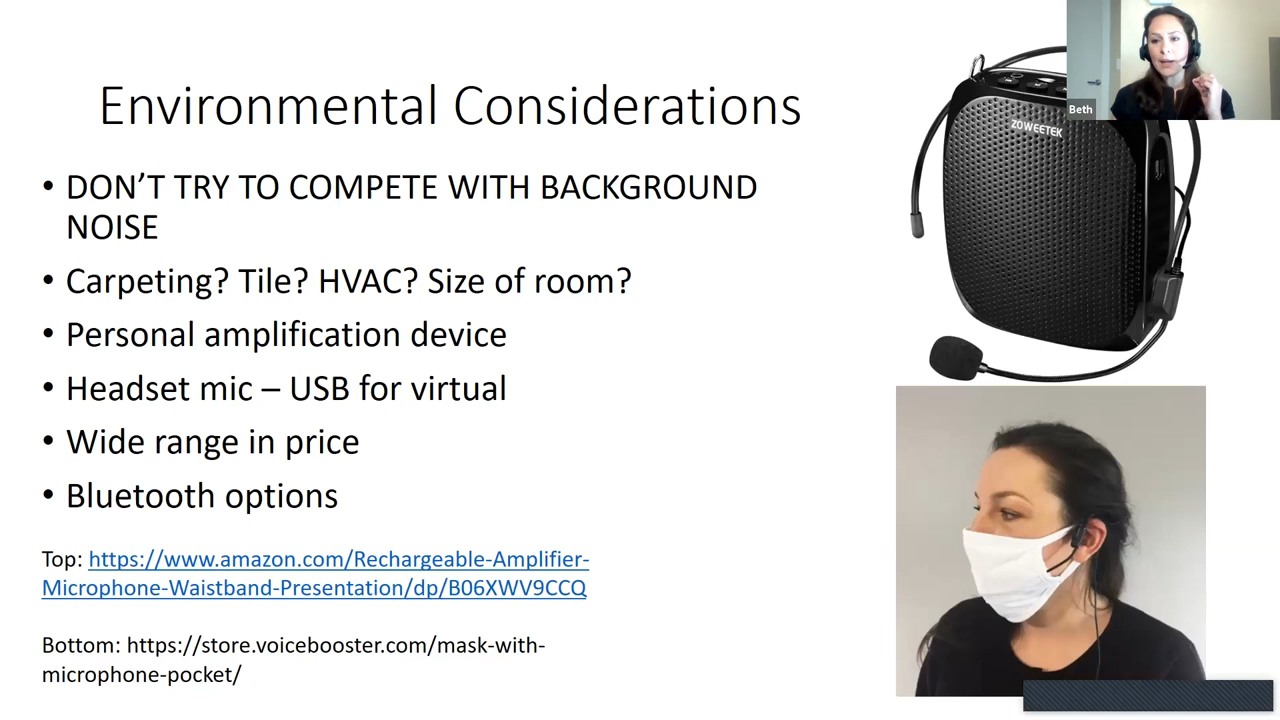 Environmental Considerations
• DON’T TRY TO COMPETE WITH BACKGROUND
NOISE
• Carpeting? Tile? HVAC? Size of room?
• Personal amplification device
• Headset mic – USB for virtual
• Wide range in price
• Bluetooth options
Top: https://www.amazon.com/Rechargeable-Amplifier-
Microphone-Waistband-Presentation/dp/B06XWV9CCQ
Bottom: https://store.voicebooster.com/mask-with-
microphone-pocket/
ZOWEETEK
Beth